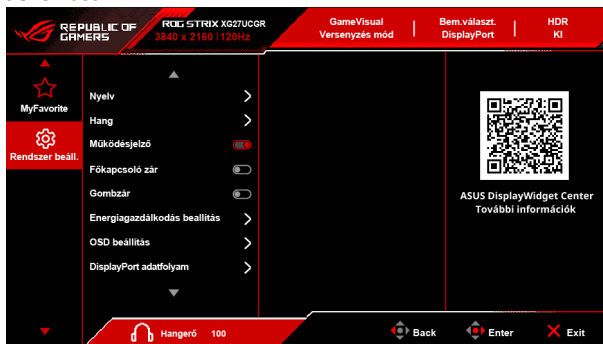 REPUBLIC OF
GAMERS
ROG STRIX XG27UCGR
3840 x 2160 120Hz
GameVisual
Versenyzés mód
Bem.választ.
DisplayPort
HDR
KI
MyFavorite
Rendszer beáll.
Nyelv
Hang
Működésjelző
Főkapcsoló zár
Gombzár
Energiagazdálkodás beallítás
OSD beállítás
DisplayPort adatfolyam
ASUS DisplayWidget Center
További információk
Hangerő 100
Back
Enter
Exit